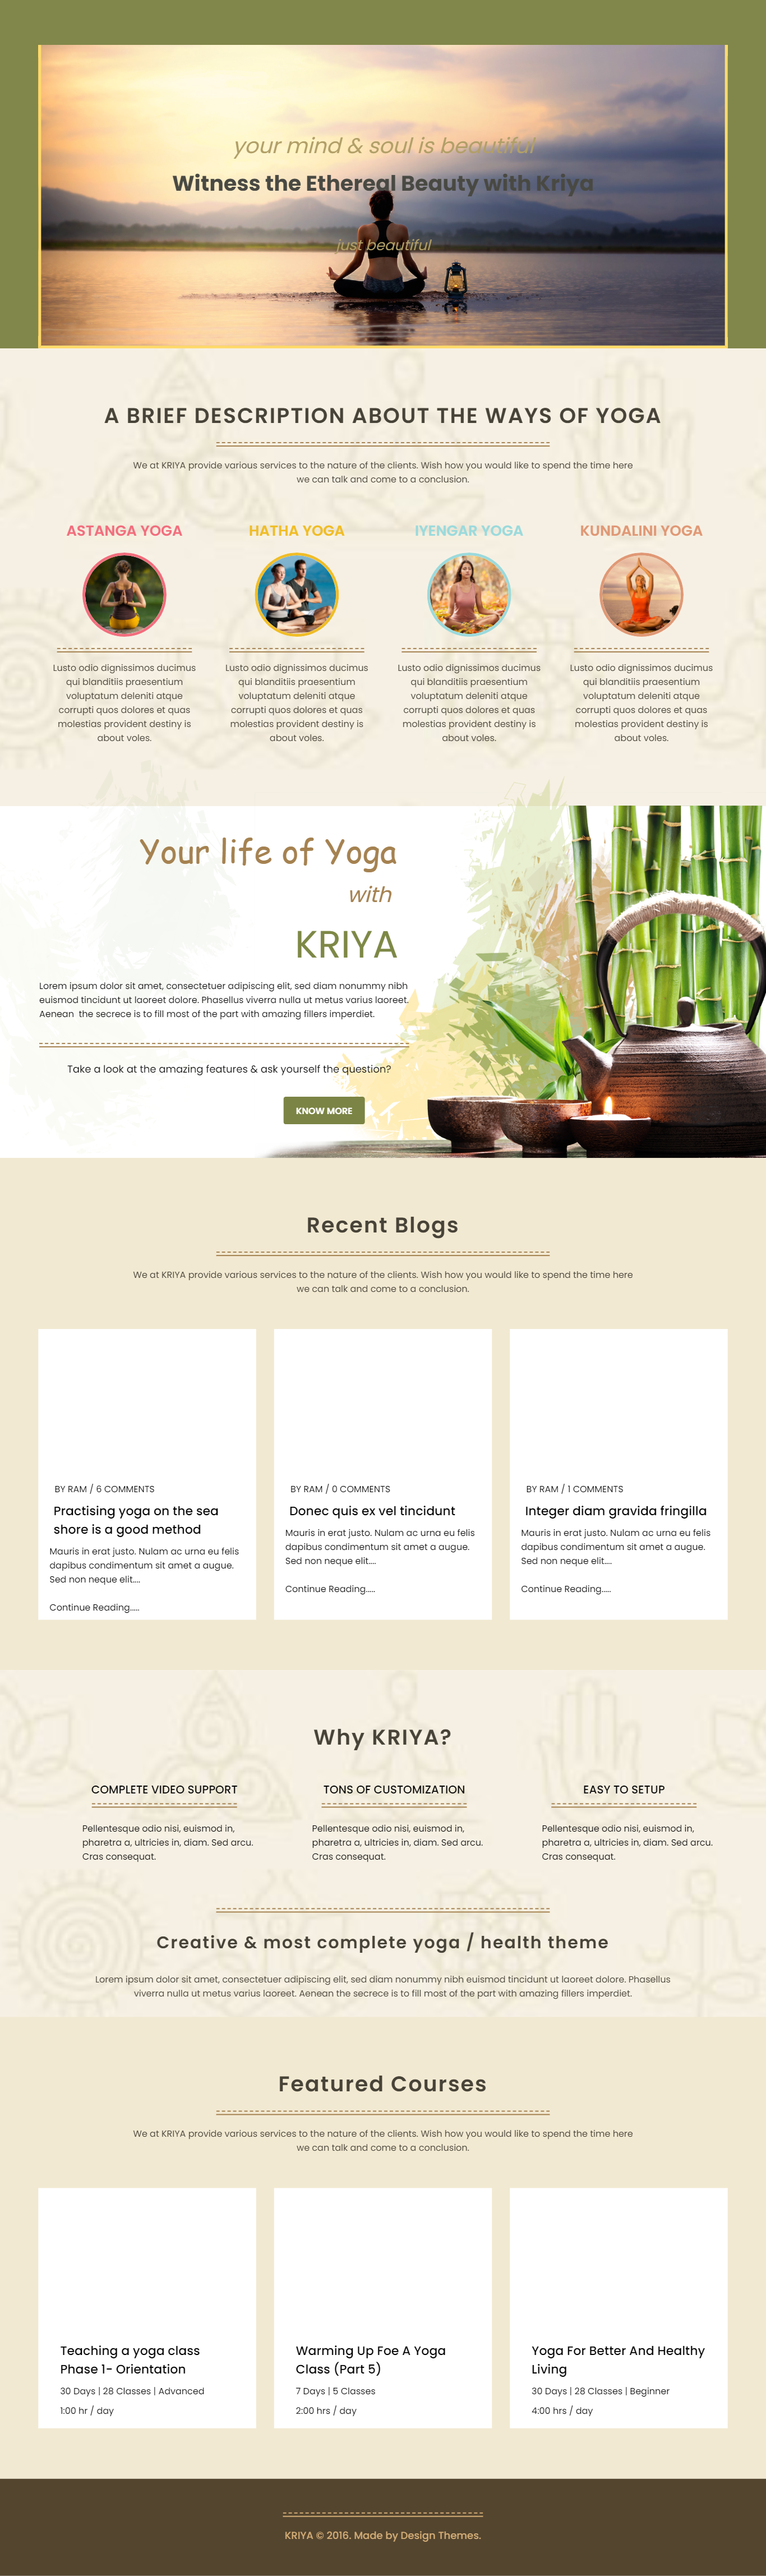 your mind & soul is beautiful
Witness the Ethereal Beauty with Kriya
just beautiful
A BRIEF DESCRIPTION ABOUT THE WAYS OF YOGA
We at KRIYA provide various services to the nature of the clients. Wish how you would like to spend the time here
we can talk and come to a conclusion.
ASTANGA YOGA
Lusto odio dignissimos ducimus
qui blanditiis praesentium
voluptatum deleniti atque
corrupti quos dolores et quas
molestias provident destiny is
about voles.
HATHA YOGA
Lusto odio dignissimos ducimus
qui blanditiis praesentium
voluptatum deleniti atque
corrupti quos dolores et quas
molestias provident destiny is
about voles.
IYENGAR YOGA
Lusto odio dignissimos ducimus
qui blanditiis praesentium
voluptatum deleniti atque
corrupti quos dolores et quas
molestias provident destiny is
about voles.
KUNDALINI YOGA
Lusto odio dignissimos ducimus
qui blanditiis praesentium
voluptatum deleniti atque
corrupti quos dolores et quas
molestias provident destiny is
about voles.
Your life of Yoga
with
KRIYA
Lorem ipsum dolor sit amet, consectetuer adipiscing elit, sed diam nonummy nibh
euismod tincidunt ut laoreet dolore. Phasellus viverra nulla ut metus varius laoreet.
Aenean the secrece is to fill most of the part with amazing fillers imperdiet.
Take a look at the amazing features & ask yourself the question?
KNOW MORE
Recent Blogs
We at KRIYA provide various services to the nature of the clients. Wish how you would like to spend the time here
we can talk and come to a conclusion.
BY RAM / 6 COMMENTS
Practising yoga on the sea
shore is a good method
Mauris in erat justo. Nulam ac urna eu felis
dapibus condimentum sit amet a augue.
Sed non neque elit....
Continue Reading.....
BY RAM / 0 COMMENTS
Donec quis ex vel tincidunt
Mauris in erat justo. Nulam ac urna eu felis
dapibus condimentum sit amet a augue.
Sed non neque elit....
Continue Reading.....
BY RAM / 1 COMMENTS
Integer diam gravida fringilla
Mauris in erat justo. Nulam ac urna eu felis
dapibus condimentum sit amet a augue.
Sed non neque elit....
Continue Reading.....
Why KRIYA?
COMPLETE VIDEO SUPPORT
Pellentesque odio nisi, euismod in,
pharetra a, ultricies in, diam. Sed arcu.
Cras consequat.
TONS OF CUSTOMIZATION
Pellentesque odio nisi, euismod in,
pharetra a, ultricies in, diam. Sed arcu.
Cras consequat.
EASY TO SETUP
Pellentesque odio nisi, euismod in,
pharetra a, ultricies in, diam. Sed arcu.
Cras consequat.
Creative & most complete yoga / health theme
Lorem ipsum dolor sit amet, consectetuer adipiscing elit, sed diam nonummy nibh euismod tincidunt ut laoreet dolore. Phasellus
viverra nulla ut metus varius laoreet. Aenean the secrece is to fill most of the part with amazing fillers imperdiet.
Featured Courses
We at KRIYA provide various services to the nature of the clients. Wish how you would like to spend the time here
we can talk and come to a conclusion.
Teaching a yoga class
Phase 1- Orientation
30 Days | 28 Classes | Advanced
1:00 hr / day
Warming Up Foe A Yoga
Class (Part 5)
7 Days | 5 Classes
2:00 hrs / day
Yoga For Better And Healthy
Living
30 Days | 28 Classes | Beginner
4:00 hrs / day
KRIYA © 2016. Made by Design Themes.